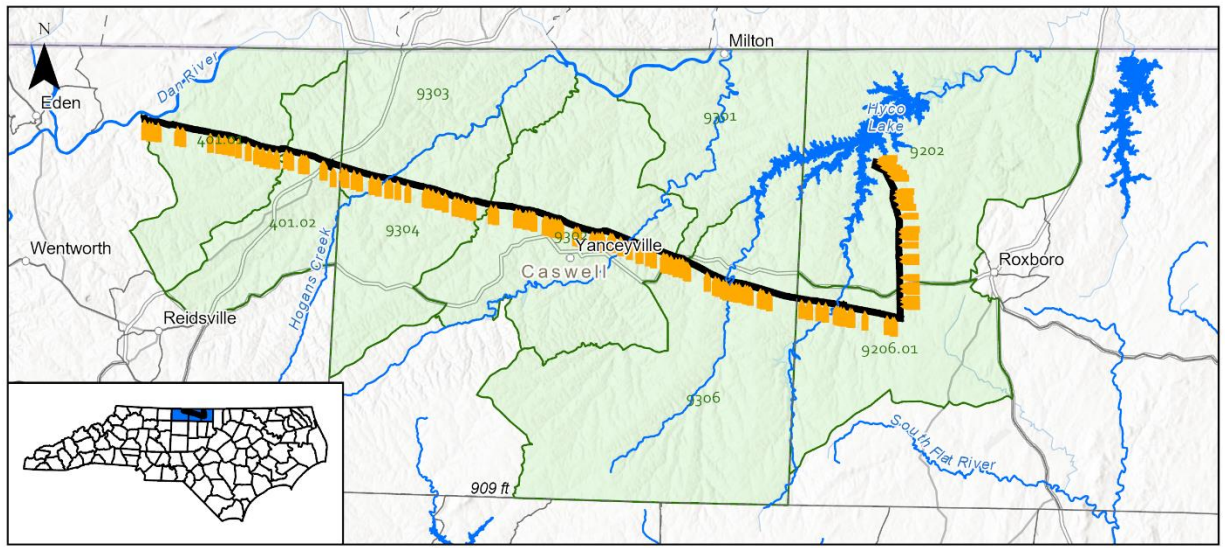 Milton
N
Dan River
Eden
9303
9301
Hyco
Lake
9202
401.01
401.02
9304
9302
Yanceyville
Caswell
Wentworth
Hogans Creek
Roxboro
Reidsville
9206.01
9306
South Flat River
909 ft